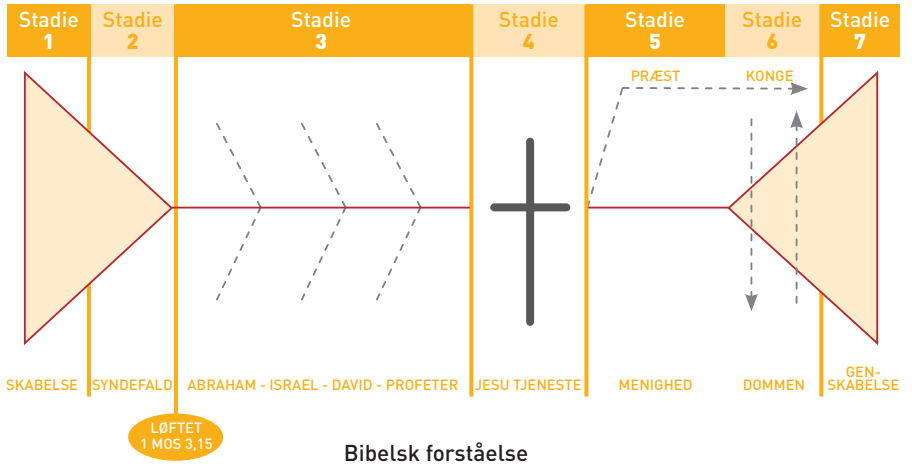 Stadie
1
Stadie
2
Stadie
3
Stadie
4
Stadie
5
Stadie
6
Stadie
7
PRÆST
KONGE
SKABELSE
SYNDEFALD
ABRAHAM - ISRAEL - DAVID - PROFETER
JESU TJENESTE
MENIGHED
DOMMEN
GEN-
SKABELSE
LØFTET
1 MOS 3,15
Bibelsk forståelse